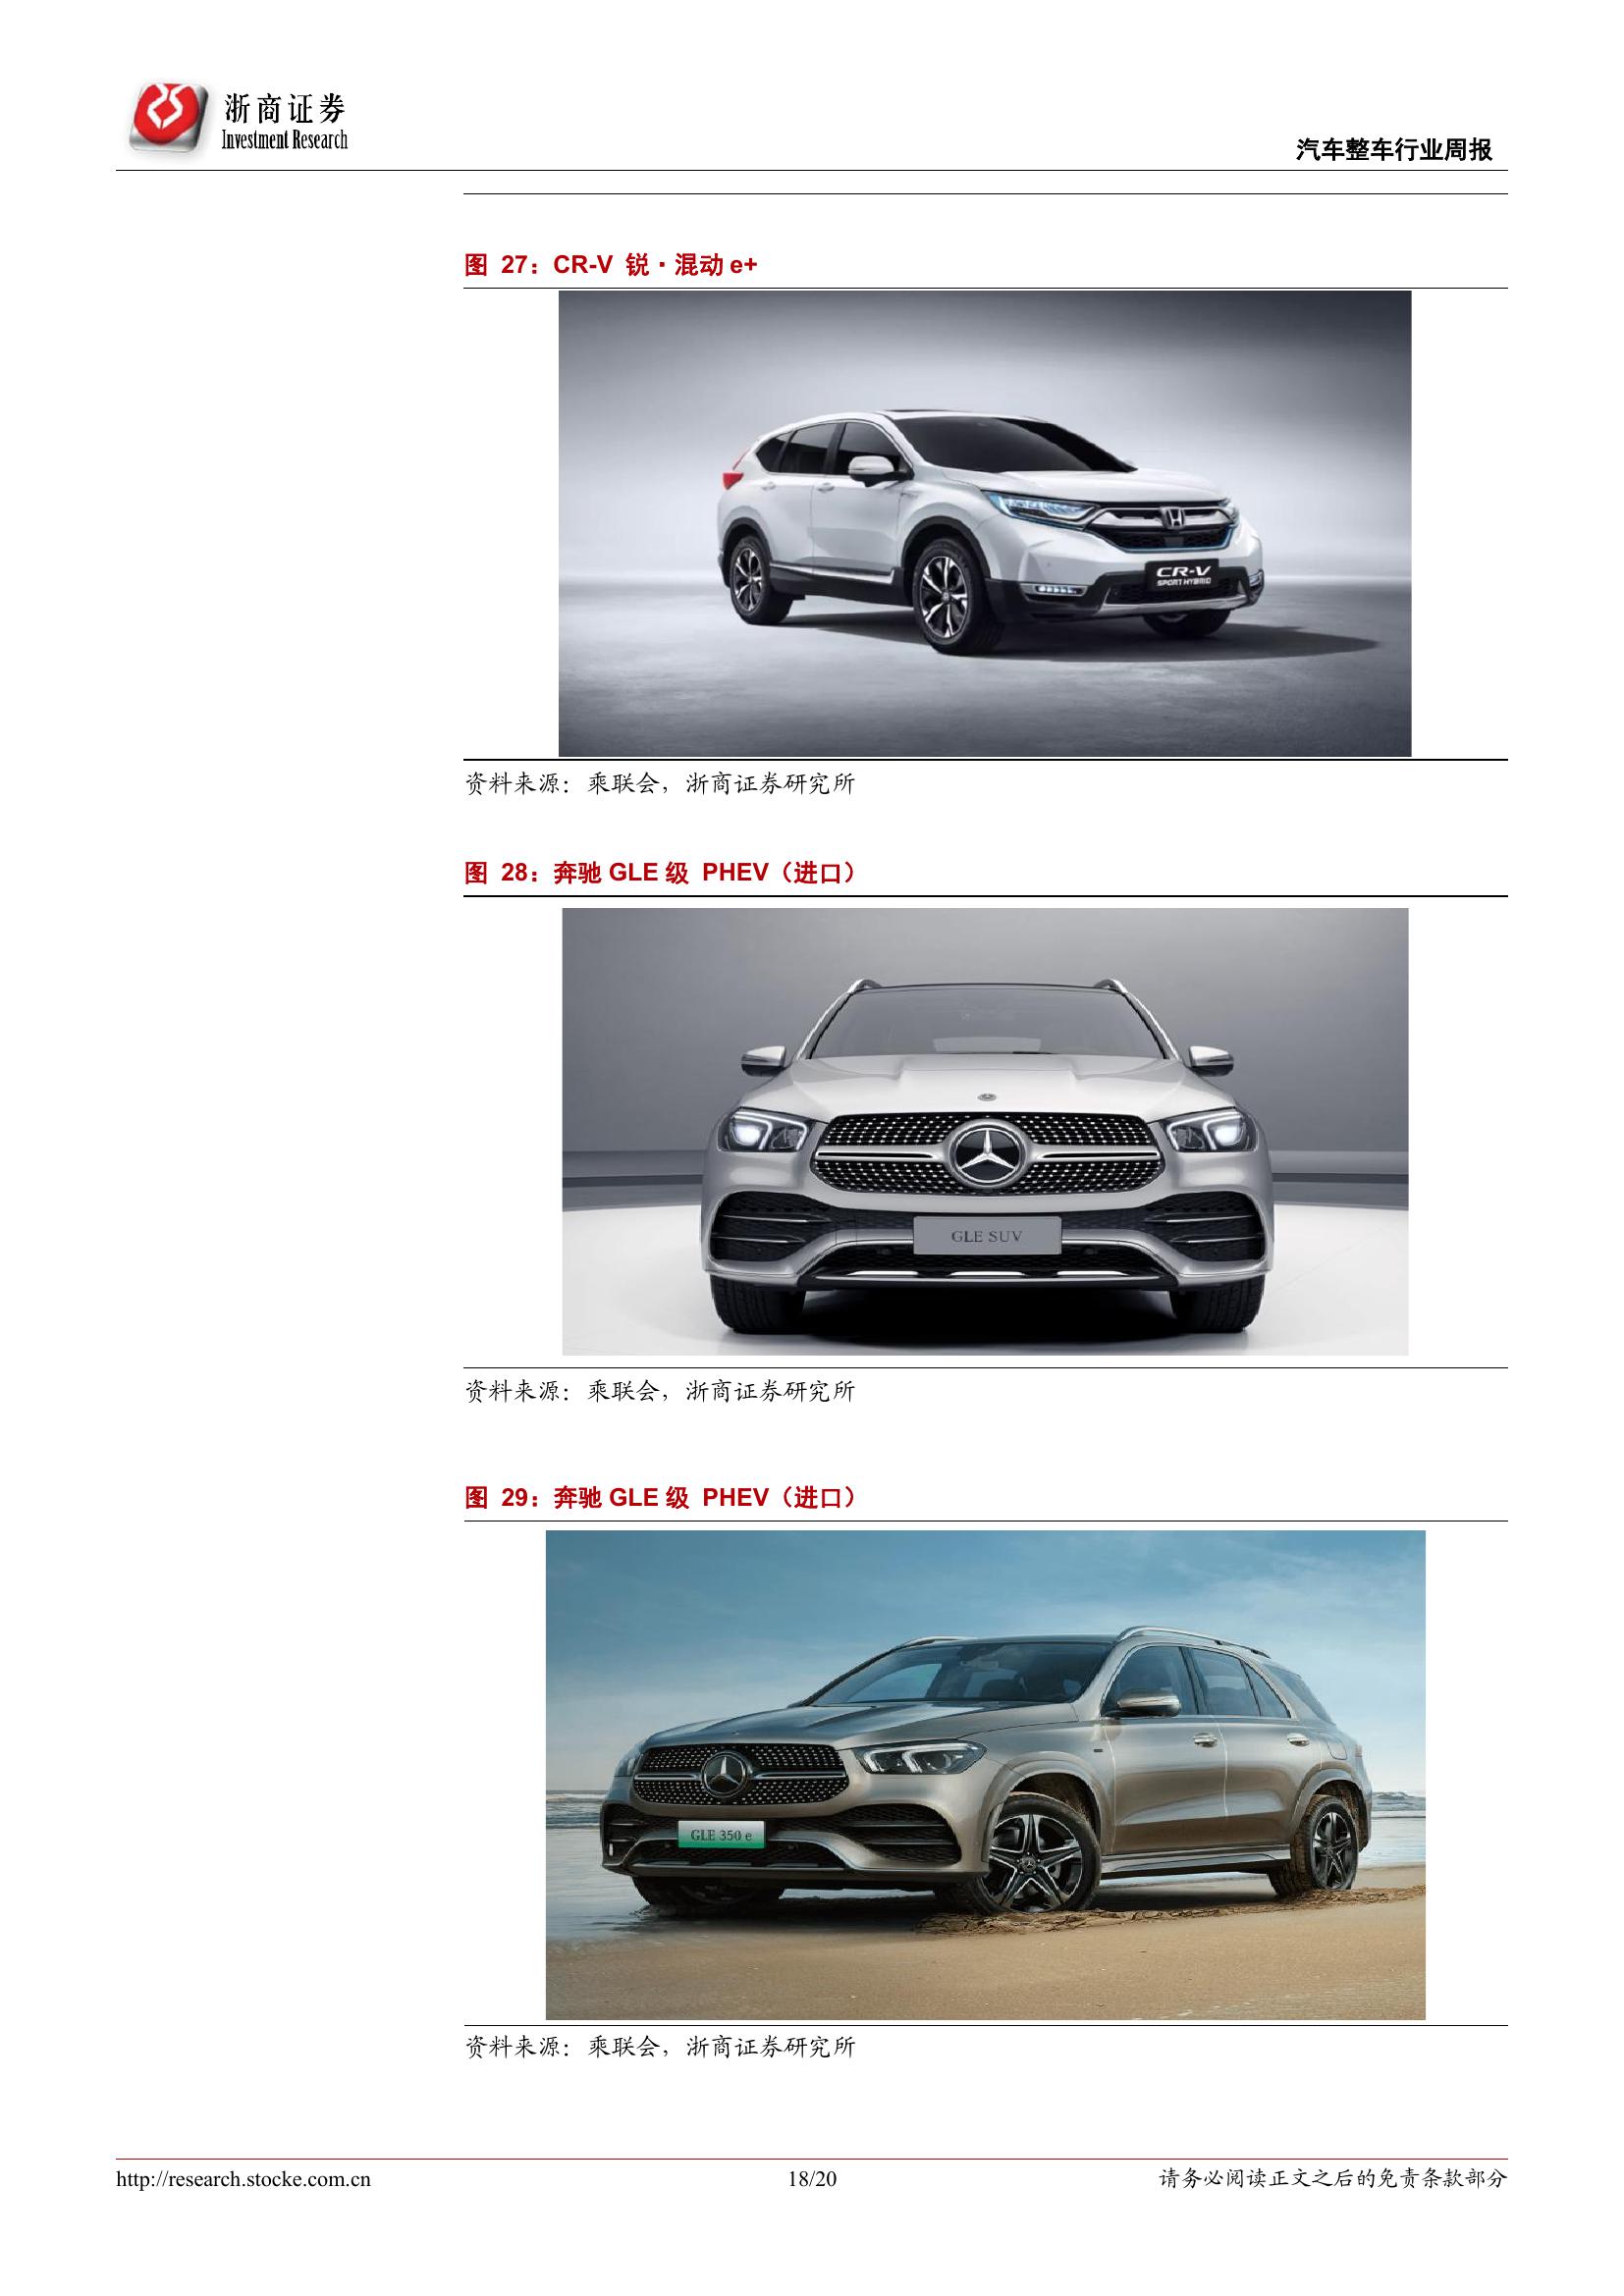 浙商证券
Investment Research
汽车整车行业周报
图 27：CR-V 锐·混动 e+
CR-V
SPORT HYBRID
资料来源：乘联会，浙商证券研究所
图 28：奔驰 GLE 级 PHEV（进口）
GLE SUV
资料来源：乘联会，浙商证券研究所
图 29：奔驰 GLE 级 PHEV（进口）
GLE 350 e
资料来源：乘联会，浙商证券研究所
http://research.stocke.com.cn
18/20
请务必阅读正文之后的免责条款部分